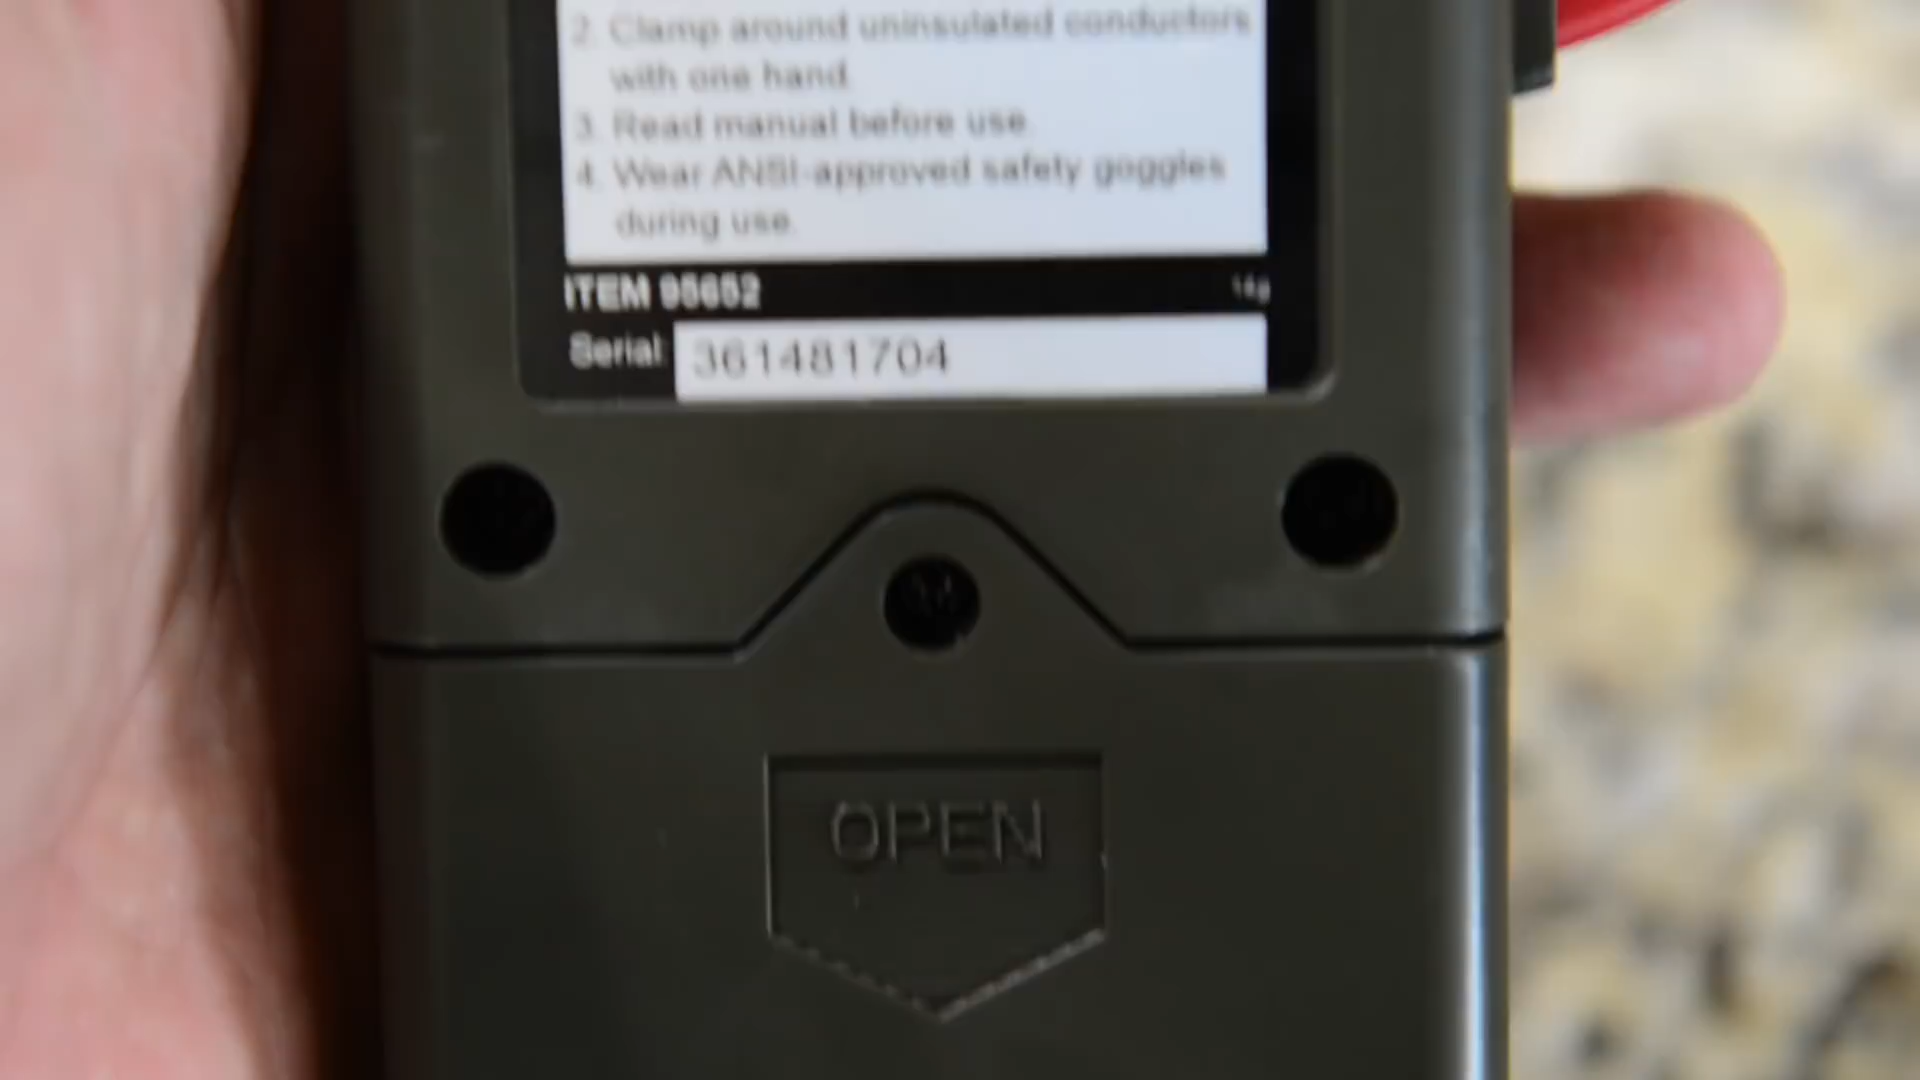 2. Clamp around uninsulated conductors
with one hand.
3. Read manual before use.
4. Wear ANSI-approved safety goggles
during use.
ITEM 95652
Serial: 361481704
OPEN